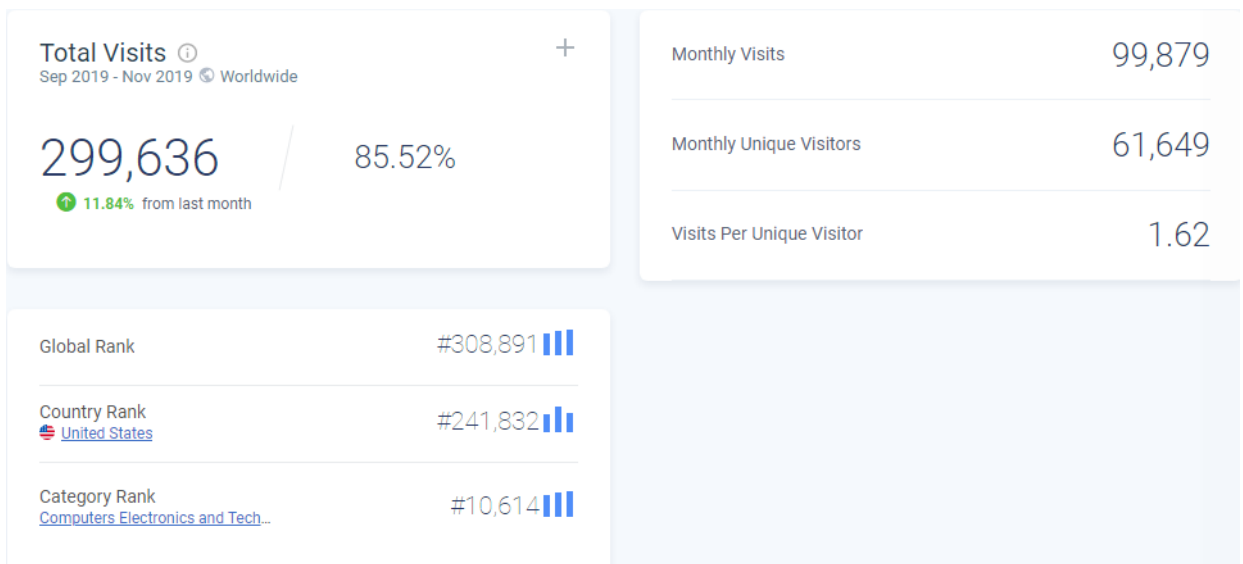 Total Visits
Sep 2019 - Nov 2019 Worldwide
299,636
85.52%
11.84% from last month
Monthly Visits 99,879
Monthly Unique Visitors 61,649
Visits Per Unique Visitor 1.62
Global Rank #308,891
Country Rank #241,832
United States
Category Rank #10,614
Computers Electronics and Tech...